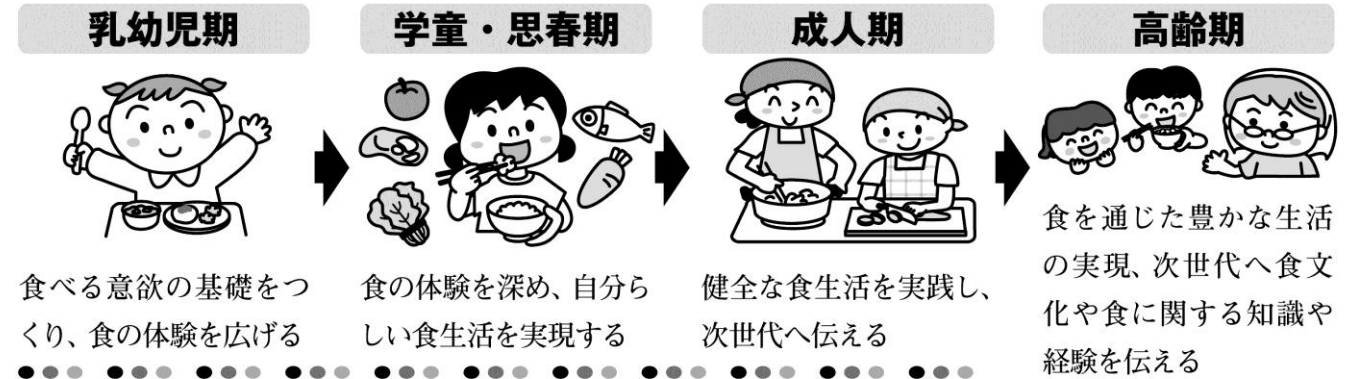 乳幼児期
食べる意欲の基礎をつ
くり、食の体験を広げる
学童・思春期
食の体験を深め、自分ら
しい食生活を実現する
成人期
健全な食生活を実践し、
次世代へ伝える
高齢期
食を通じた豊かな生活
の実現、次世代へ食文
化や食に関する知識や
経験を伝える